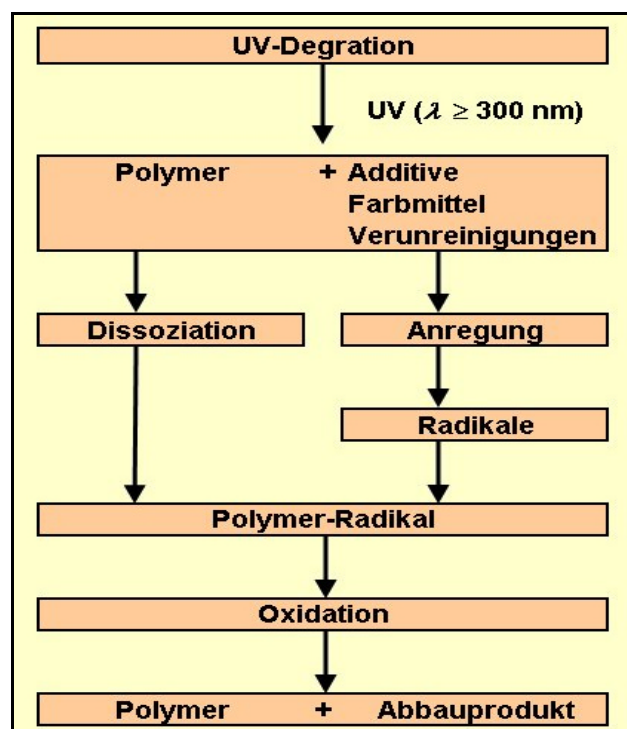 UV-Degration
UV (λ ≥ 300 nm)
Polymer + Additive
Farbmittel
Verunreinigungen
Dissoziation Anregung
Radikale
Polymer-Radikal
Oxidation
Polymer + Abbauprodukt